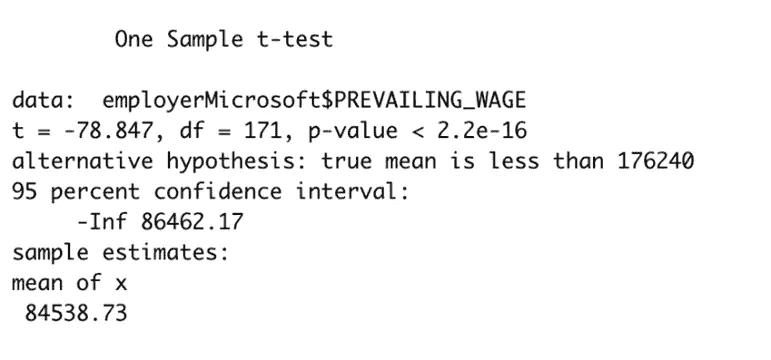 One Sample t-test
data: employerMicrosoft$PREVAILING_WAGE
t = -78.847, df = 171, p-value < 2.2e-16
alternative hypothesis: true mean is less than 176240
95 percent confidence interval:
-Inf 86462.17
sample estimates:
mean of x
84538.73